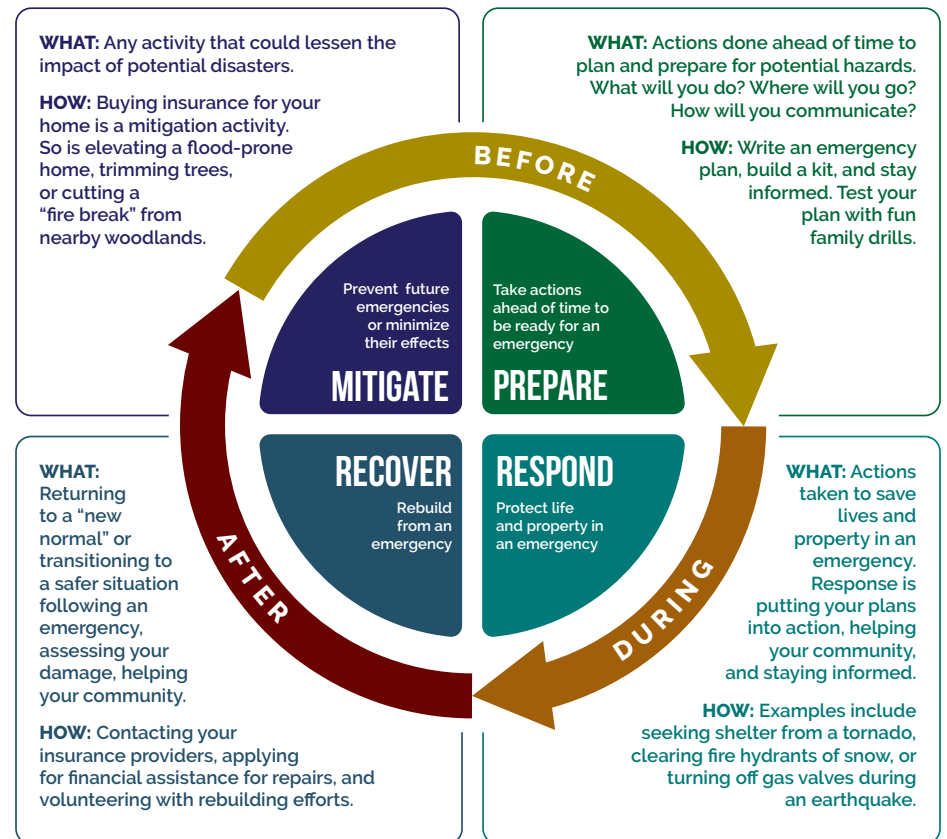 WHAT: Any activity that could lessen the
impact of potential disasters.
HOW: Buying insurance for your
home is a mitigation activity.
So is elevating a flood-prone
home, trimming trees,
or cutting a
“fire break” from
nearby woodlands.
WHAT: Actions done ahead of time to
plan and prepare for potential hazards.
What will you do? Where will you go?
How will you communicate?
HOW: Write an emergency
plan, build a kit, and stay
informed. Test your
plan with fun
family drills.
BEFORE
Prevent future
emergencies
or minimize
their effects
MITIGATE
Take actions
ahead of time to
be ready for an
emergency
PREPARE
RECOVER
Rebuild
from an
emergency
RESPOND
Protect life
and property in
an emergency
AFTER
DURING
WHAT:
Returning
to a “new
normal” or
transitioning to
a safer situation
following an
emergency,
assessing your
damage, helping
your community.
HOW: Contacting your
insurance providers, applying
for financial assistance for repairs, and
volunteering with rebuilding efforts.
WHAT: Actions
taken to save
lives and
property in an
emergency.
Response is
putting your plans
into action, helping
your community,
and staying informed.
HOW: Examples include
seeking shelter from a tornado,
clearing fire hydrants of snow, or
turning off gas valves during
an earthquake.